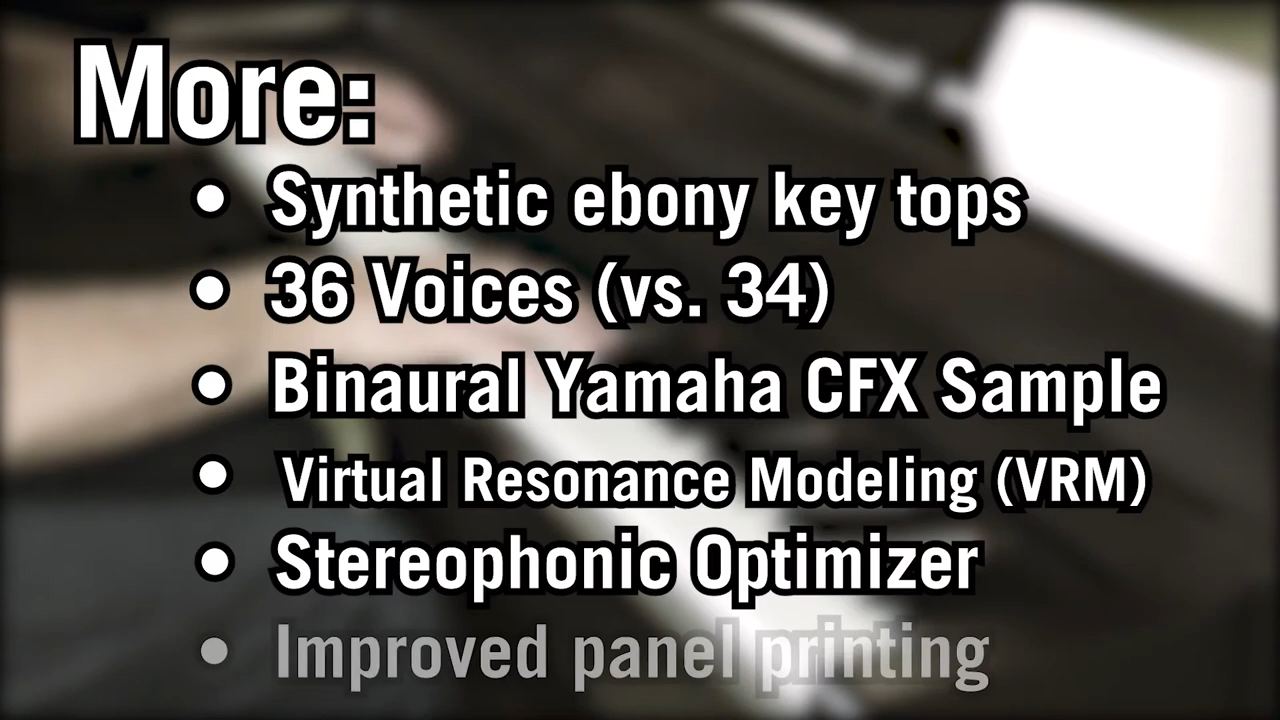 More:
• Synthetic ebony key tops
• 36 Voices (vs. 34)
• Binaural Yamaha CFX Sample
• Virtual Resonance Modeling (VRM)
• Stereophonic Optimizer
• Improved panel printing